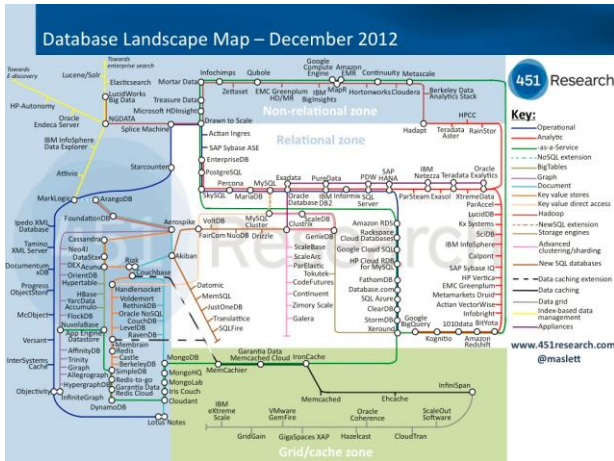 Database Landscape Map – December 2012
451 Research
Towards
E-discovery
Towards
enterprise search
Lucene/Solr
Elasticsearch
LucidWorks
Big Data
NGDATA
HP-Autonomy
Oracle
Endeca Server
IBM InfoSphere
Data Explorer
Attivio
MarkLogic
Mortar Data
Treasure Data
Microsoft HDInsight
Splice Machine
Drawn to Scale
Infochimps
Qubole
Google
Compute
Engine
Amazon
EMR
Continuuity
Metascale
Zettaset
EMC Greenplum
HD/MR
IBM
BigInsights
MapR
Hortonworks
Cloudera
Berkeley Data
Analytics Stack
Non-relational zone
Relational zone
Hadapt
Teradata
Aster
HPCC
RainStor
Actian Ingres
SAP Sybase ASE
EnterpriseDB
PostgreSQL
Starcounter
SkySQL
Percona
MariaDB
MySQL
Exadata
Oracle
Database
PureData
IBM
DB2
Informix
PDW
SQL
Server
SAP
HANA
IBM
Netezza
Teradata
Oracle
Exalytics
ParStream
Exasol
XtremeData
ParAccel
LucidDB
Kx Systems
SciDB
IBM InfoSphere
Calpont
SAP Sybase IQ
HP Vertica
EMC Greenplum
Metamarkets Druid
Actian VectorWise
Infobright
BitYota
ArangoDB
FoundationDB
Ipedo XML
Database
Tamino
XML Server
Documentum
xDB
Progress
ObjectStore
McObject
Versant
InterSystems
Cache
Objectivity
Cassandra
Neo4J
DataStax
DEX
Acunu
OrientDB
Hypertable
HBase
YarcData
Accumulo
FlockDB
NuvolaBase
App Engine
Datastore
AffinityDB
Trinity
Giraph
Allegrograph
HypergraphDB
InfiniteGraph
DynamoDB
Aerospike
Akiban
Riak
Couchbase
Handlersocket
Voldemort
RethinkDB
Oracle NoSQL
CouchDB
LevelDB
RavenDB
Membrain
Redis
Castle
BerkeleyDB
SimpleDB
Redis-to-go
Garantia Data
Redis Cloud
Lotus Notes
MongoDB
MongoHQ
MongoLab
Iris Couch
Cloudant
VoltDB
FairCom
NuoDB
Drizzle
MySQL
Cluster
Clustrix
ScaleDB
GenieDB
ScaleBase
ScaleArc
ParElastic
Tokutek
CodeFutures
Continuent
Zimory Scale
Galera
Datomic
MemSQL
JustOneDB
Translattice
SQLFire
Amazon RDS
Rackspace
Cloud Databases
Google Cloud SQL
HP Cloud RDB
for MySQL
FathomDB
Database.com
SQL Azure
ClearDB
StormDB
Xeround
Google
BigQuery
Kognitio
1010data
Amazon
Redshift
MemCachier
Garantia Data
Memcached Cloud
IronCache
Memcached
Ehcache
InfiniSpan
IBM
eXtreme
Scale
VMware
GemFire
Oracle
Coherence
ScaleOut
Software
GridGain
GigaSpaces XAP
Hazelcast
CloudTran
Grid/cache zone
Key:
Operational
Analytic
-as-a-Service
NoSQL extension
BigTables
Graph
Document
Key value stores
Key value direct access
Hadoop
NewSQL extension
Storage engines
Advanced
clustering/sharding
New SQL databases
Data caching extension
Data caching
Data grid
Index-based data
management
Appliances
www.451research.com
@maslett